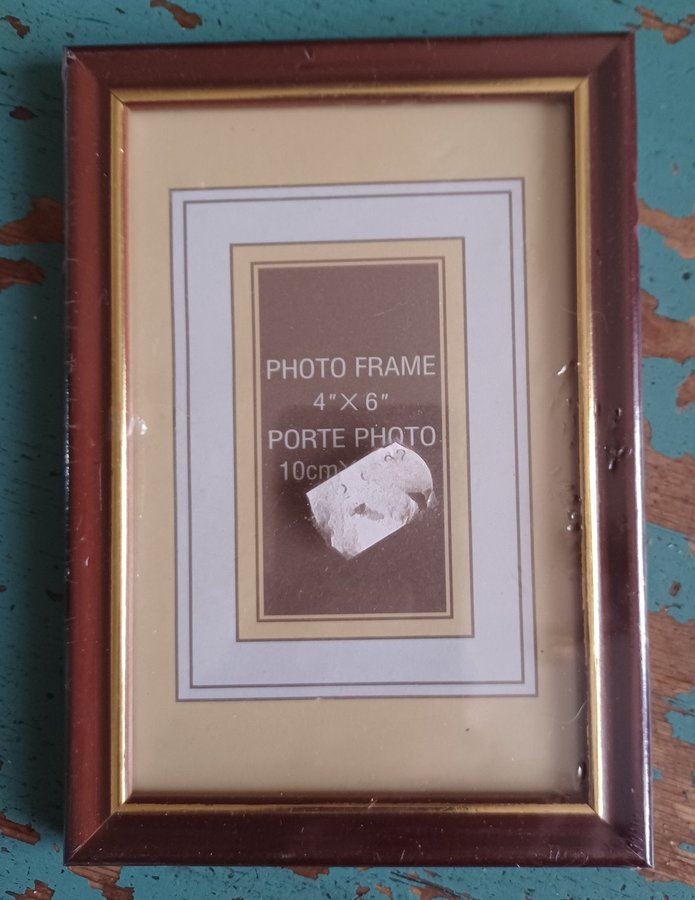 PHOTO FRAME
4"X 6"
PORTE PHOTO
10cm